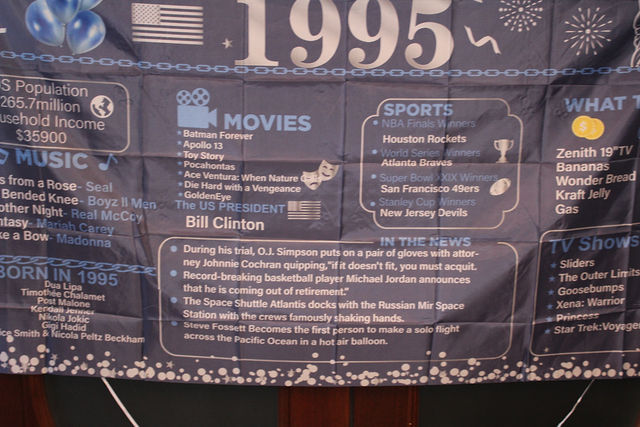 1995
US Population
265.7million
Household Income
$35900
MUSIC
s from a Rose- Seal
Bended Knee- Boyz II Men
other Night- Real McCoy
ntasy- Mariah Carey
ke a Bow- Madonna
BORN IN 1995
Dua Lipa
Timothée Chalamet
Post Malone
Kendall Jenner
Nikola Jokic
Gigi Hadid
ice Smith & Nicola Peltz Beckham
MOVIES
Batman Forever
Apollo 13
Toy Story
Pocahontas
Ace Ventura: When Nature C
Die Hard with a Vengeance
GoldenEye
The US PRESIDENT
Bill Clinton
SPORTS
NBA Finals Winners
Houston Rockets
World Series Winners
Atlanta Braves
Super Bowl XXIX Winners
San Francisco 49ers
Stanley Cup Winners
New Jersey Devils
IN THE NEWS
During his trial, O.J. Simpson puts on a pair of gloves with attor-
ney Johnnie Cochran quipping,"if it doesn't fit, you must acquit.
Record-breaking basketball player Michael Jordan announces
that he is coming out of retirement."
The Space Shuttle Atlantis docks with the Russian Mir Space
Station with the crews famously shaking hands.
Steve Fossett Becomes the first person to make a solo flight
across the Pacific Ocean in a hot air balloon.
WHAT T
Zenith 19"TV
Bananas
Wonder Bread
Kraft Jelly
Gas
TV Shows
Sliders
The Outer Limits
Goosebumps
Xena: Warrior
Princess
Star Trek:Voyager